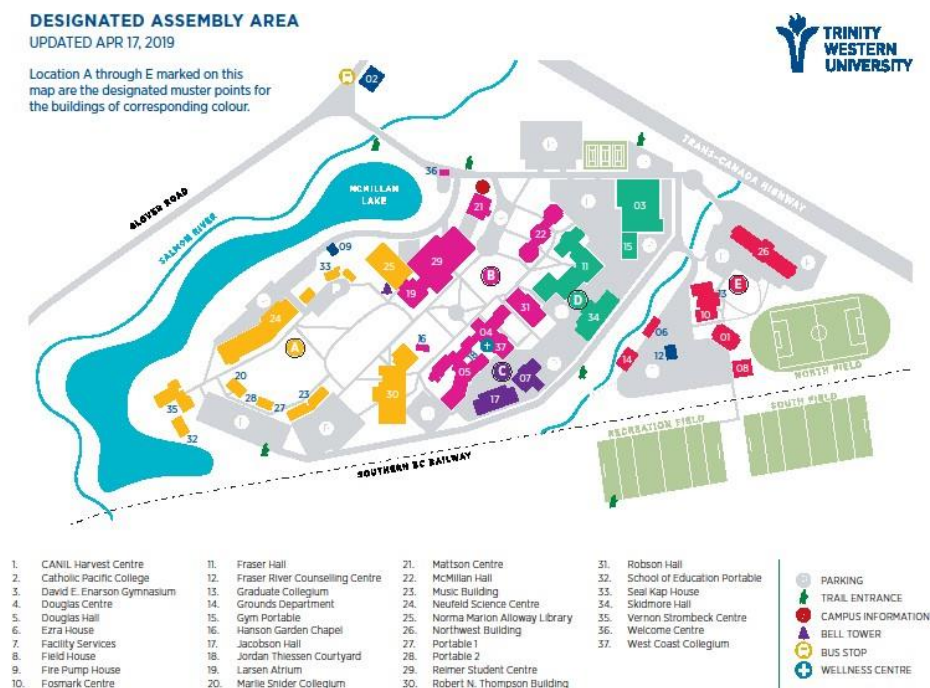 DESIGNATED ASSEMBLY AREA
UPDATED APR 17, 2019
Location A through E marked on this
map are the designated muster points for
the buildings of corresponding colour.
TRINITY
WESTERN
UNIVERSITY
02
GLOVER ROAD
SALMON RIVER
MCMILLAN
LAKE
TRANS-CANADA HIGHWAY
36
21
03
22
15
09
33
25
29
19
B
11
D
26
E
13
10
24
A
16
31
34
04
37
18
05
C
07
17
06
12
14
01
08
20
28
27
23
30
35
32
NORTH FIELD
SOUTH FIELD
RECREATION FIELD
SOUTHERN BC RAILWAY
1. CANIL Harvest Centre
2. Catholic Pacific College
3. David E. Enarson Gymnasium
4. Douglas Centre
5. Douglas Hall
6. Ezra House
7. Facility Services
8. Field House
9. Fire Pump House
10. Fosmark Centre
11. Fraser Hall
12. Fraser River Counselling Centre
13. Graduate Collegium
14. Grounds Department
15. Gym Portable
16. Hanson Garden Chapel
17. Jacobson Hall
18. Jordan Thiessen Courtyard
19. Larsen Atrium
20. Marlie Snider Collegium
21. Mattson Centre
22. McMillan Hall
23. Music Building
24. Neufeld Science Centre
25. Norma Marion Alloway Library
26. Northwest Building
27. Portable 1
28. Portable 2
29. Reimer Student Centre
30. Robert N. Thompson Building
31. Robson Hall
32. School of Education Portable
33. Seal Kap House
34. Skidmore Hall
35. Vernon Strombeck Centre
36. Welcome Centre
37. West Coast Collegium
PARKING
TRAIL ENTRANCE
CAMPUS INFORMATION
BELL TOWER
BUS STOP
WELLNESS CENTRE